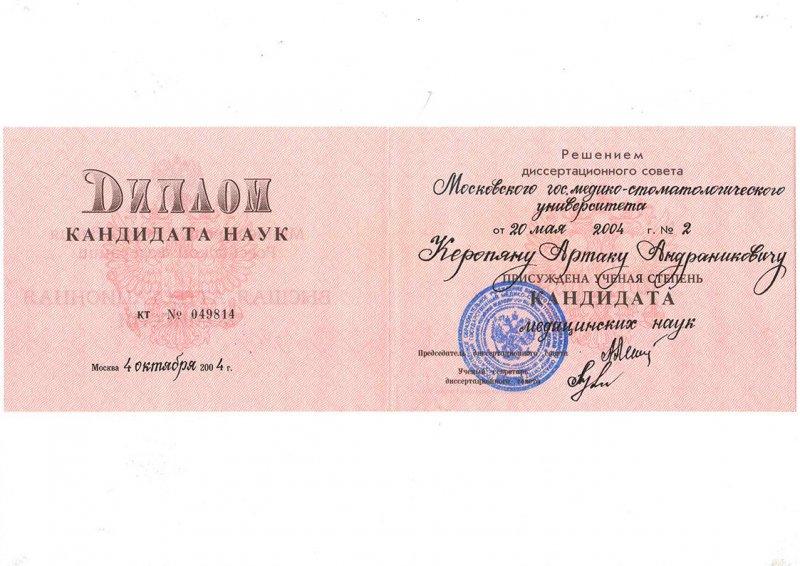 Диплом
КАНДИДАТА НАУК
КТ № 049814
Москва 4 октября 2004 г.
Решением
диссертационного совета
Московского гос. медико-стоматологического
университета
от 20 мая 2004 г. № 2
Керопяну Артаку Андраниковичу
ПРИСУЖДЕНА УЧЕНАЯ СТЕПЕНЬ
КАНДИДАТА
медицинских наук
Председатель диссертационного совета
Ученый секретарь
диссертационного совета